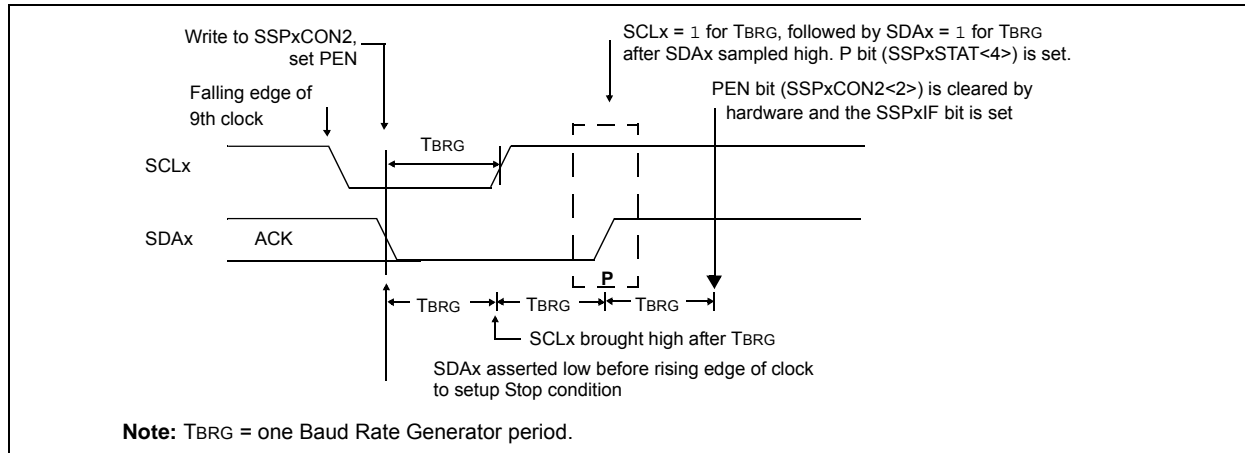 Write to SSPxCON2,
set PEN
SCLx = 1 for TBRG, followed by SDAx = 1 for TBRG
after SDAx sampled high. P bit (SSPxSTAT<4>) is set.
Falling edge of
9th clock
PEN bit (SSPxCON2<2>) is cleared by
hardware and the SSPxIF bit is set
TBRG
SCLx
SDAx
ACK
P
TBRG
TBRG
TBRG
SCLx brought high after TBRG
SDAx asserted low before rising edge of clock
to setup Stop condition
Note: TBRG = one Baud Rate Generator period.